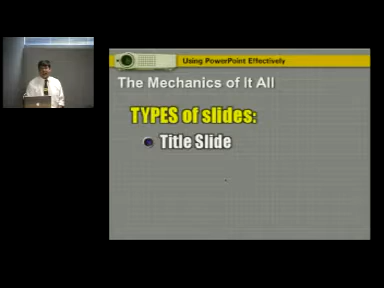 Using PowerPoint Effectively
The Mechanics of It All
TYPES of slides:
Title Slide